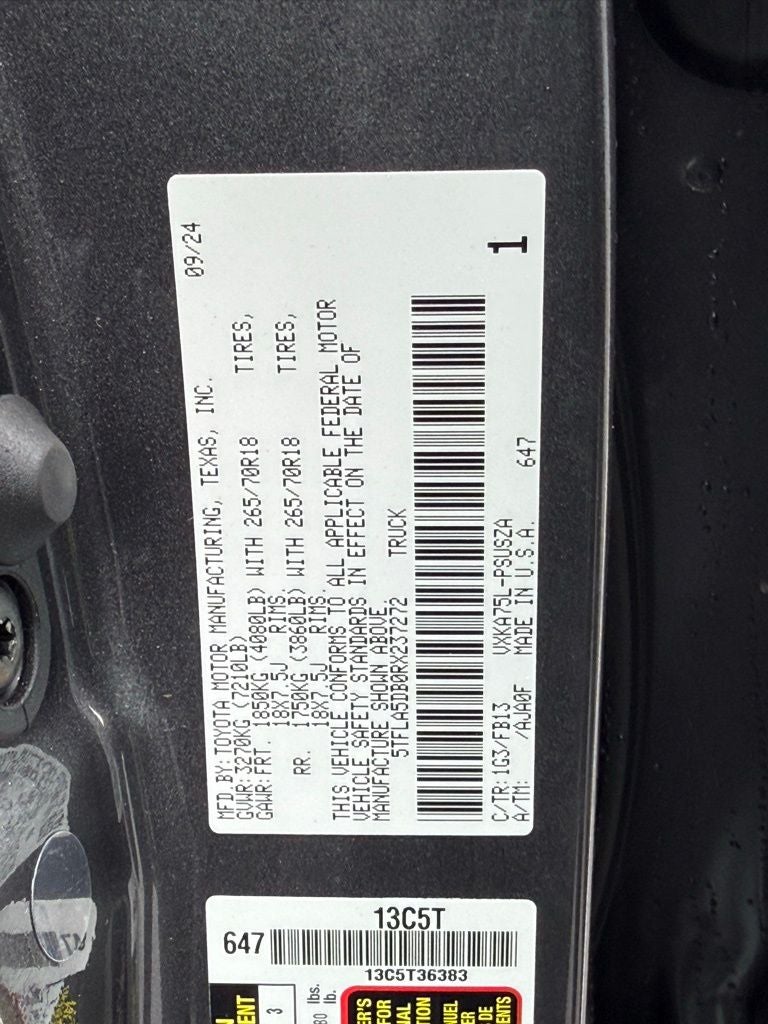 MFD.BY:TOYOTA MOTOR MANUFACTURING, TEXAS, INC. 09/24
GVWR:3270KG (7210LB)
GAWR:FRT. 1850KG (4080LB) WITH 265/70R18 TIRES,
18X7.5J RIMS.
RR. 1750KG (3860LB) WITH 265/70R18 TIRES,
18X7.5J RIMS.
THIS VEHICLE CONFORMS TO ALL APPLICABLE FEDERAL MOTOR
VEHICLE SAFETY STANDARDS IN EFFECT ON THE DATE OF
MANUFACTURE SHOWN ABOVE.
5TFLA5DB0RX237272 TRUCK
C/TR:1G3/FB13 VXKA75L-PSUSZA
A/TM: /AJA0F MADE IN U.S.A. 647
1
13C5T
647
13C5T36383
3
lbs.
lb.